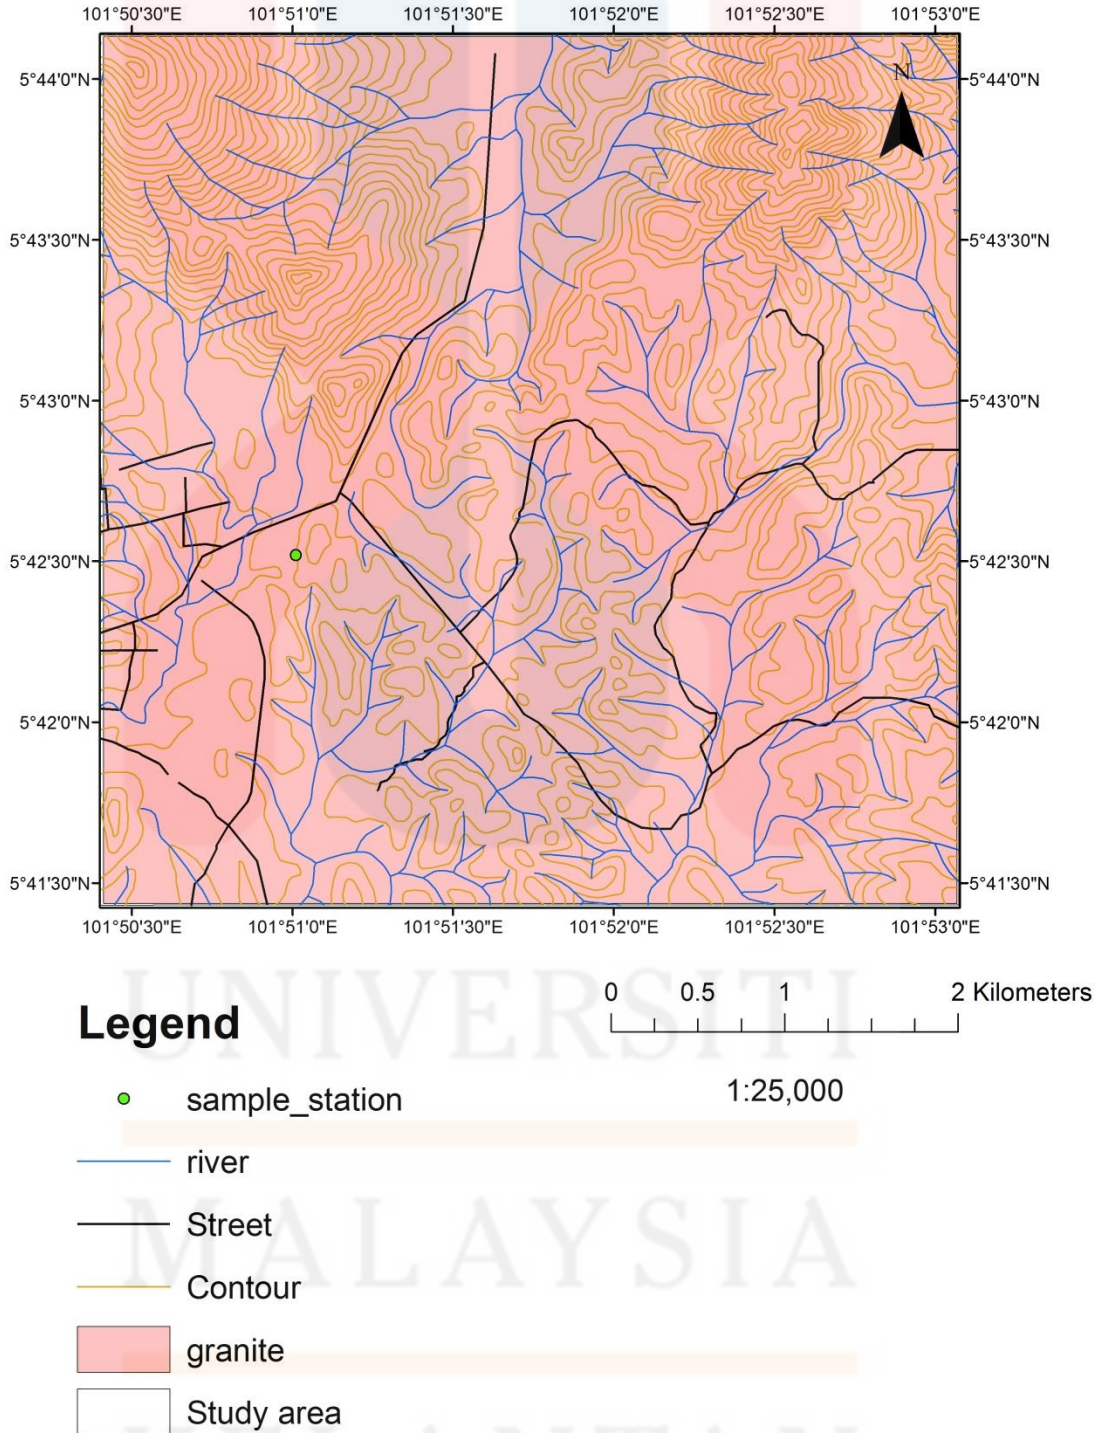 101°50'30"E 101°51'0"E 101°51'30"E 101°52'0"E 101°52'30"E 101°53'0"E
N
5°44'0"N 5°44'0"N
5°43'30"N 5°43'30"N
5°43'0"N 5°43'0"N
5°42'30"N 5°42'30"N
5°42'0"N 5°42'0"N
5°41'30"N 5°41'30"N
101°50'30"E 101°51'0"E 101°51'30"E 101°52'0"E 101°52'30"E 101°53'0"E
UNIVERSITI
0 0.5 1 2 Kilometers
Legend
1:25,000
sample_station
river
MALAYSIA
Street
Contour
granite
Study area